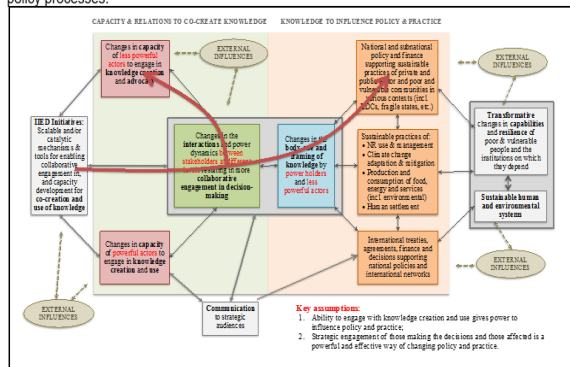 policy processes.
CAPACITY & RELATIONS TO CO-CREATE KNOWLEDGE
KNOWLEDGE TO INFLUENCE POLICY & PRACTICE
Changes in capacity
of less powerful
actors to engage in
knowledge creation
and advocacy
EXTERNAL
INFLUENCES
National and subnational
policy and finance
supporting sustainable
practices of private and
public sector and poor and
vulnerable communities in
various contexts (incl.
LDCs, fragile states, etc.)
EXTERNAL
INFLUENCES
IIED Initiatives:
Scalable and/or
catalytic
mechanisms &
tools for enabling
collaborative
engagement in,
and capacity
development for
co-creation and
use of knowledge
Changes in the
interactions and
power dynamics
between
stakeholders at different
resulting in more
collaborative
engagement in decision-
making
Changes in the
body, use and
framing of
knowledge by
power holders
and less
powerful actors
Sustainable practices of:
• NR use & management
• Climate change
adaptation & mitigation
• Production and
consumption of food,
energy and services
(incl. environmental)
• Human settlement
Transformative
changes in capabilities
and resilience of poor
& vulnerable people and
the institutions on which
they depend
Sustainable human
and environmental
systems
Changes in capacity
of powerful actors to
engage in knowledge
creation and use
International treaties,
agreements, finance and
decisions supporting
national policies and
international networks
EXTERNAL
INFLUENCES
EXTERNAL
INFLUENCES
Communication
to strategic
audiences
Key assumptions:
1. Ability to engage with knowledge creation and use gives power to
influence policy and practice;
2. Strategic engagement of those making the decisions and those affected is a
powerful and effective way of changing policy and practice.